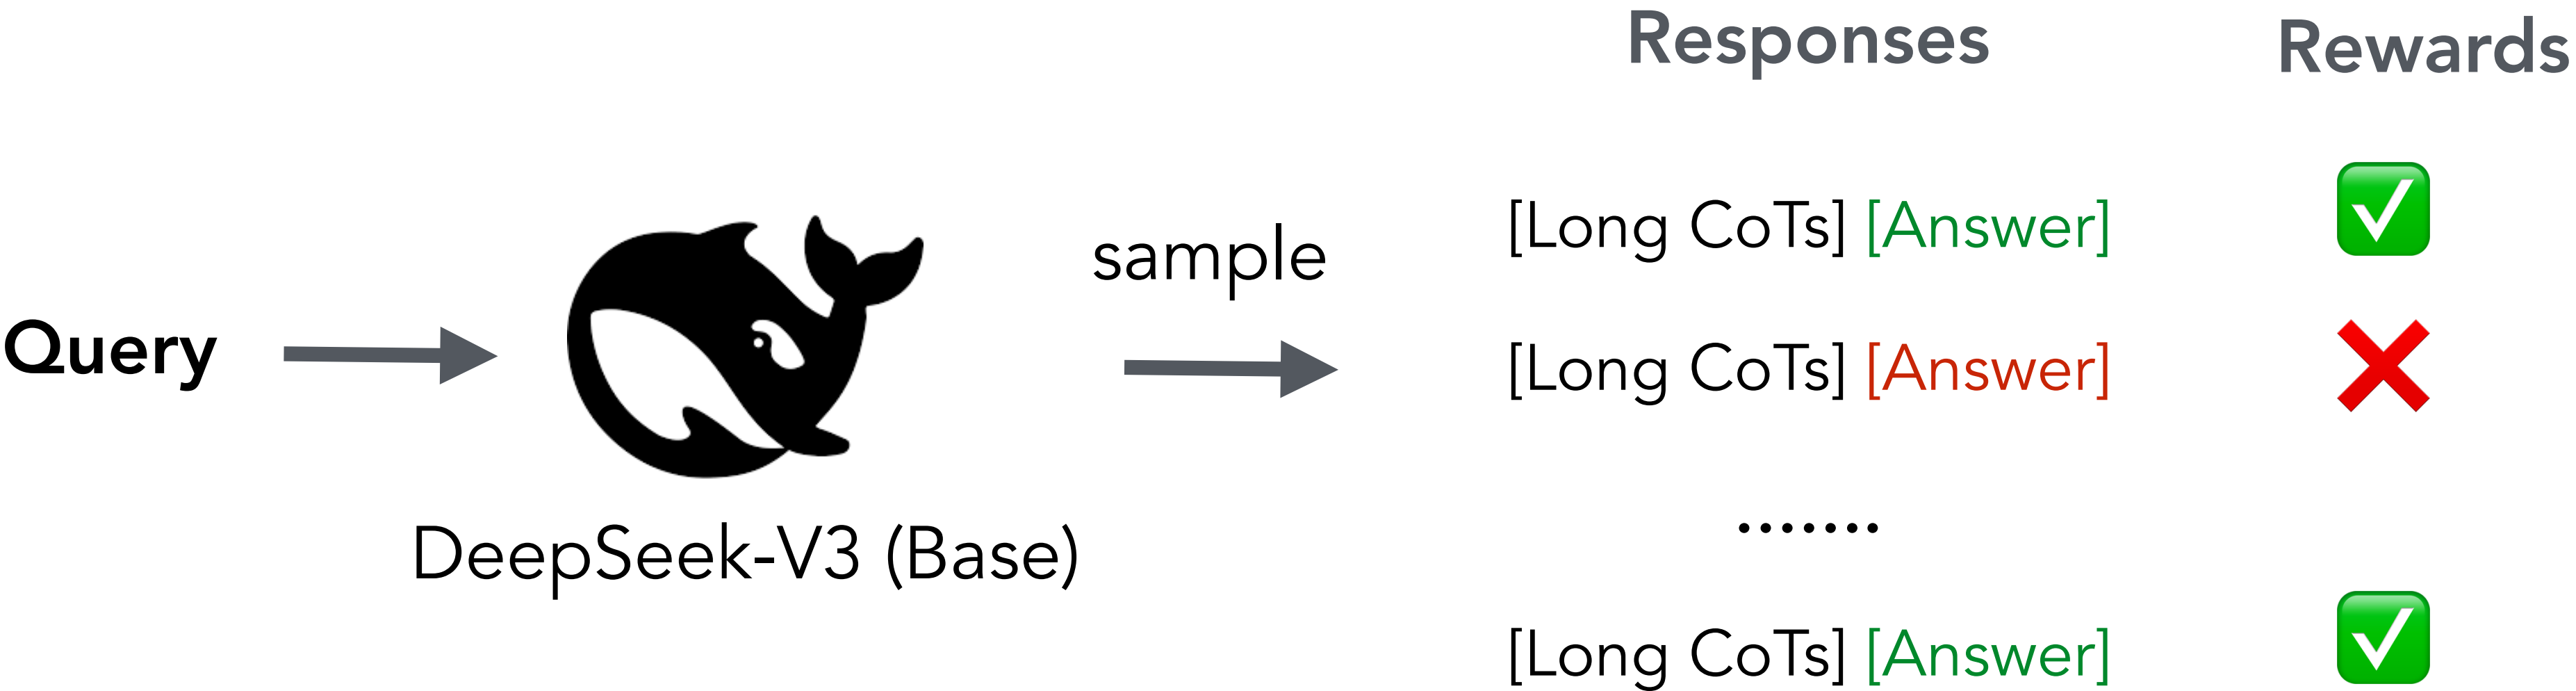 Responses Rewards
[Long CoTs] [Answer]
sample
Query
[Long CoTs] [Answer]
.......
DeepSeek-V3 (Base)
[Long CoTs] [Answer]